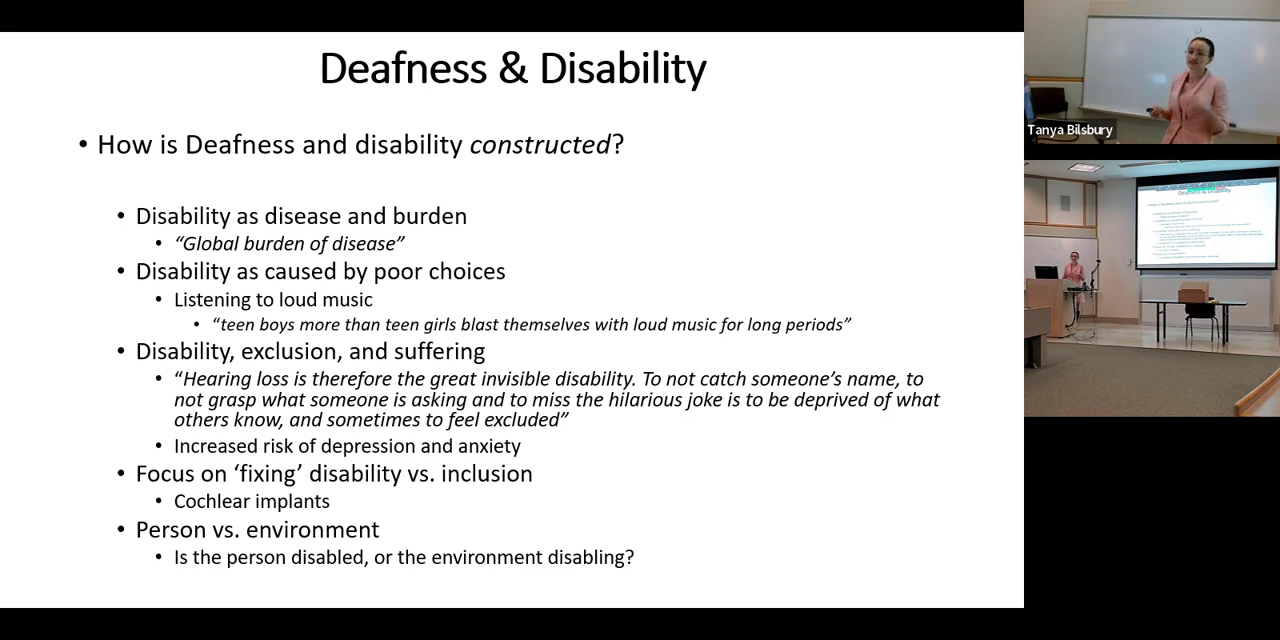 Deafness & Disability
• How is Deafness and disability constructed?
• Disability as disease and burden
• “Global burden of disease”
• Disability as caused by poor choices
• Listening to loud music
• “teen boys more than teen girls blast themselves with loud music for long periods”
• Disability, exclusion, and suffering
• “Hearing loss is therefore the great invisible disability. To not catch someone’s name, to
not grasp what someone is asking and to miss the hilarious joke is to be deprived of what
others know, and sometimes to feel excluded”
• Increased risk of depression and anxiety
• Focus on ‘fixing’ disability vs. inclusion
• Cochlear implants
• Person vs. environment
• Is the person disabled, or the environment disabling?
Tanya Bilsbury
Deafness & Disability